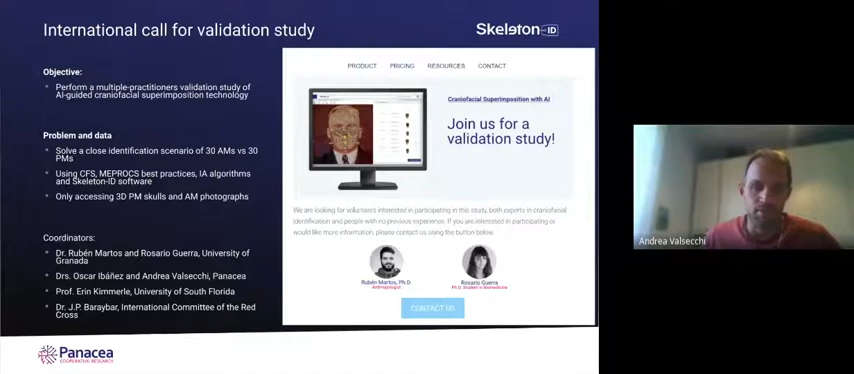 International call for validation study
Skeleton ID
Objective:
Perform a multiple-practitioners validation study of
AI-guided craniofacial superimposition technology
Problem and data
Solve a close identification scenario of 30 AMs vs 30
PMs
Using CFS, MEPROCS best practices, IA algorithms
and Skeleton-ID software
Only accessing 3D PM skulls and AM photographs
Coordinators:
Dr. Rubén Martos and Rosario Guerra, University of
Granada
Drs. Oscar Ibáñez and Andrea Valsecchi, Panacea
Prof. Erin Kimmerle, University of South Florida
Dr. J.P. Baraybar, International Committee of the Red
Cross
Panacea
COOPERATIVE RESEARCH
PRODUCT PRICING RESOURCES CONTACT
Craniofacial Superimposition with AI
Join us for a
validation study!
We are looking for volunteers interested in participating in this study, both experts in craniofacial
identification and people with no previous experience. If you are interested in participating or
would like more information, please contact us using the button below.
Rubén Martos, Ph.D.
Anthropologist
Rosario Guerra
Ph.D. Student in Biomedicine
CONTACT US
Andrea Valsecchi